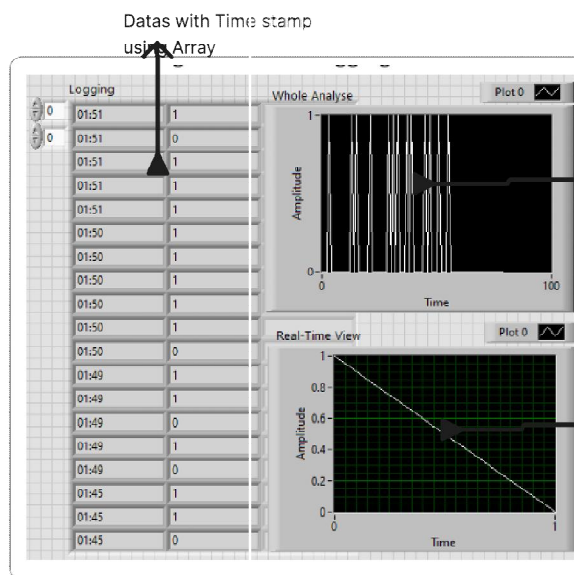 Datas with Time stamp
using Array
Logging
0
0
01:51 1
01:51 0
01:51 1
01:51 1
01:51 1
01:50 1
01:50 1
01:50 1
01:50 1
01:50 1
01:50 0
01:49 1
01:49 1
01:49 0
01:49 1
01:49 0
01:45 1
01:45 1
01:45 0
Whole Analyse
Plot 0
1
Amplitude
0
0 100
Time
Real-Time View
Plot 0
1
0.8
0.6
Amplitude
0.4
0.2
0
0 1
Time